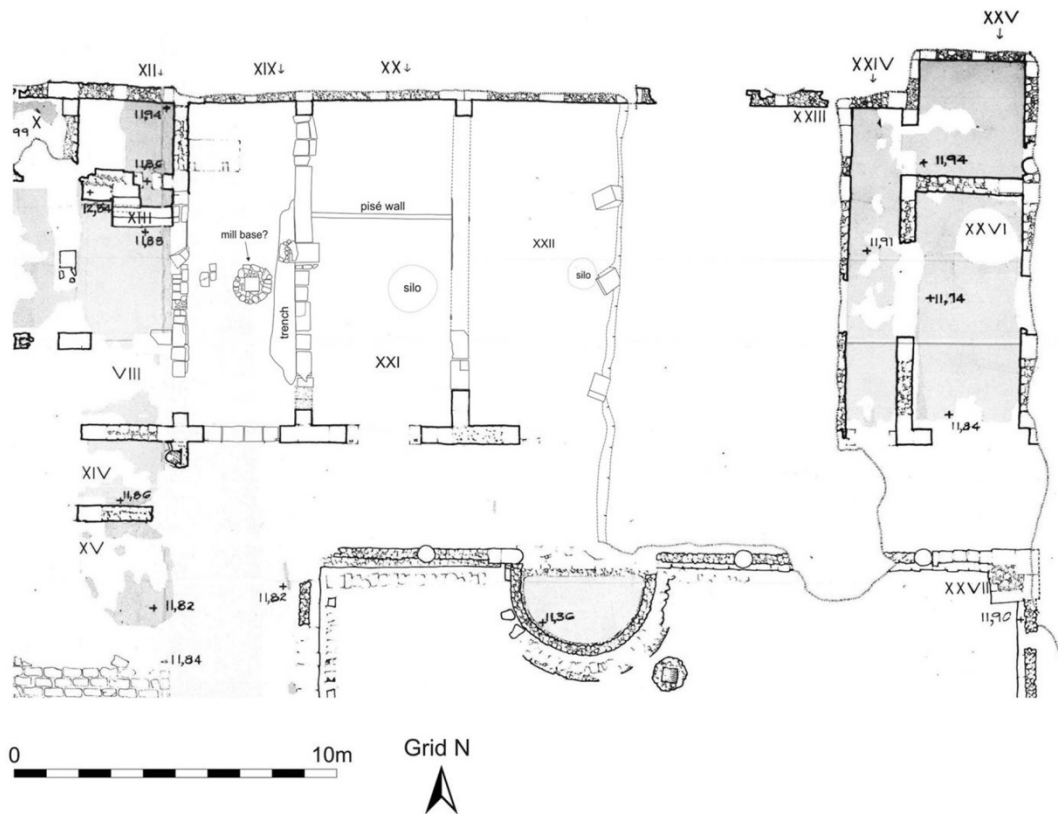 XXV
XII
XIX
XX
XXIV
11,94
X
99
XXIII
11,86
11,94
12,84
XIII
11,88
pisé wall
mill base?
XXII
XXVI
11,91
silo
silo
11,74
trench
VIII
XXI
11,84
XIV
11,86
XV
11,82
11,82
XXVII
11,90
11,36
11,84
0
10m
Grid N